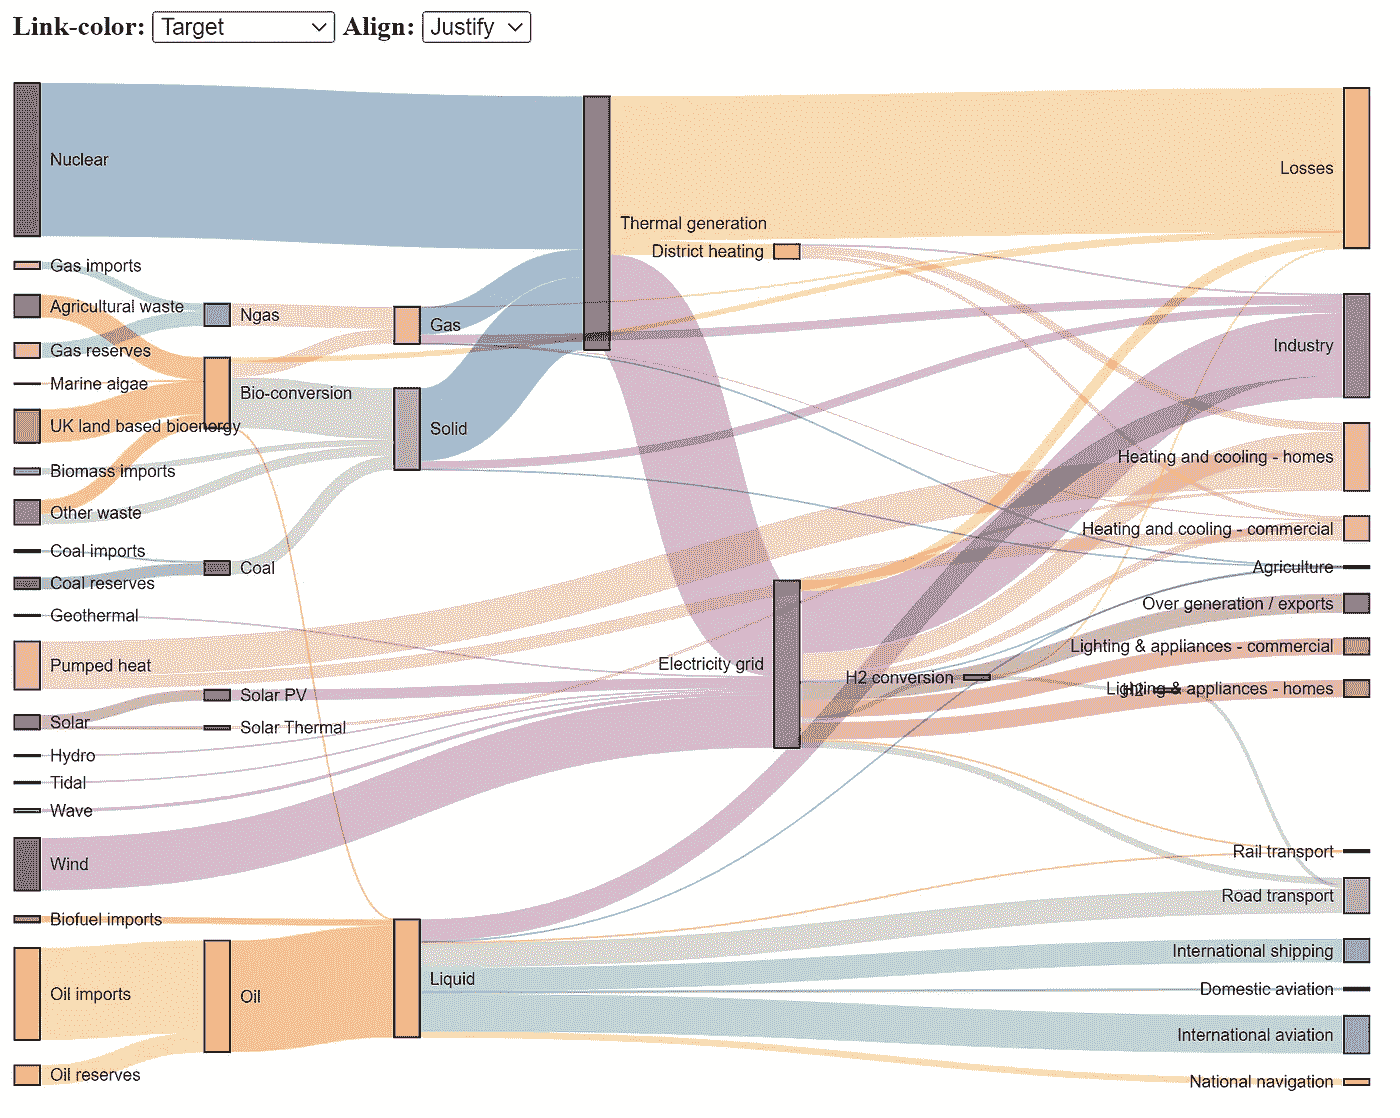 Link-color: Target Align: Justify
Nuclear
Losses
Thermal generation
District heating
Gas imports
Agricultural waste
Ngas
Gas
Industry
Gas reserves
Marine algae
Bio-conversion
UK land based bioenergy
Solid
Heating and cooling - homes
Biomass imports
Other waste
Heating and cooling - commercial
Coal imports
Coal
Agriculture
Coal reserves
Over generation / exports
Geothermal
Lighting & appliances - commercial
Pumped heat
Electricity grid
H2 conversion
H2
Lighting & appliances - homes
Solar PV
Solar
Solar Thermal
Hydro
Tidal
Wave
Rail transport
Wind
Road transport
Biofuel imports
International shipping
Liquid
Domestic aviation
Oil imports
Oil
International aviation
Oil reserves
National navigation